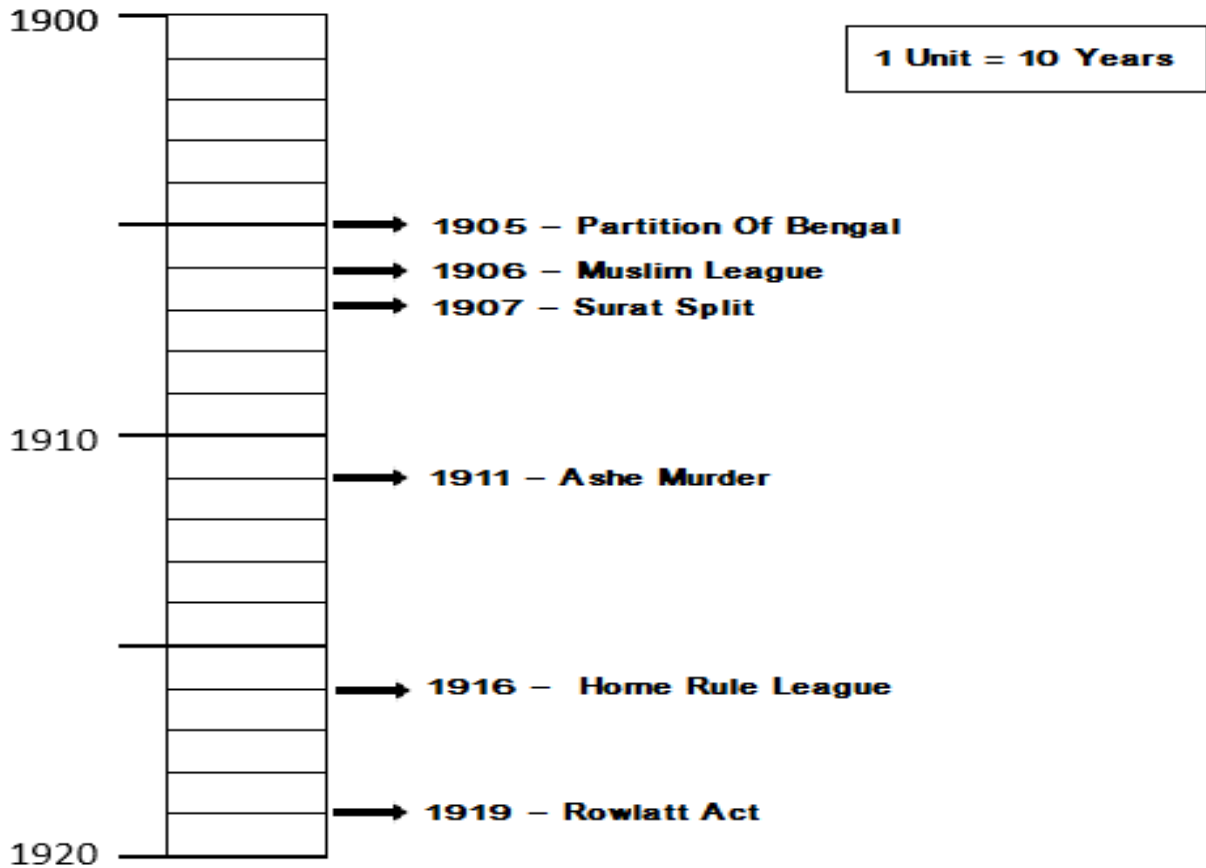 1900
1 Unit = 10 Years
1905 – Partition Of Bengal
1906 – Muslim League
1907 – Surat Split
1910
1911 – Ashe Murder
1916 – Home Rule League
1919 – Rowlatt Act
1920